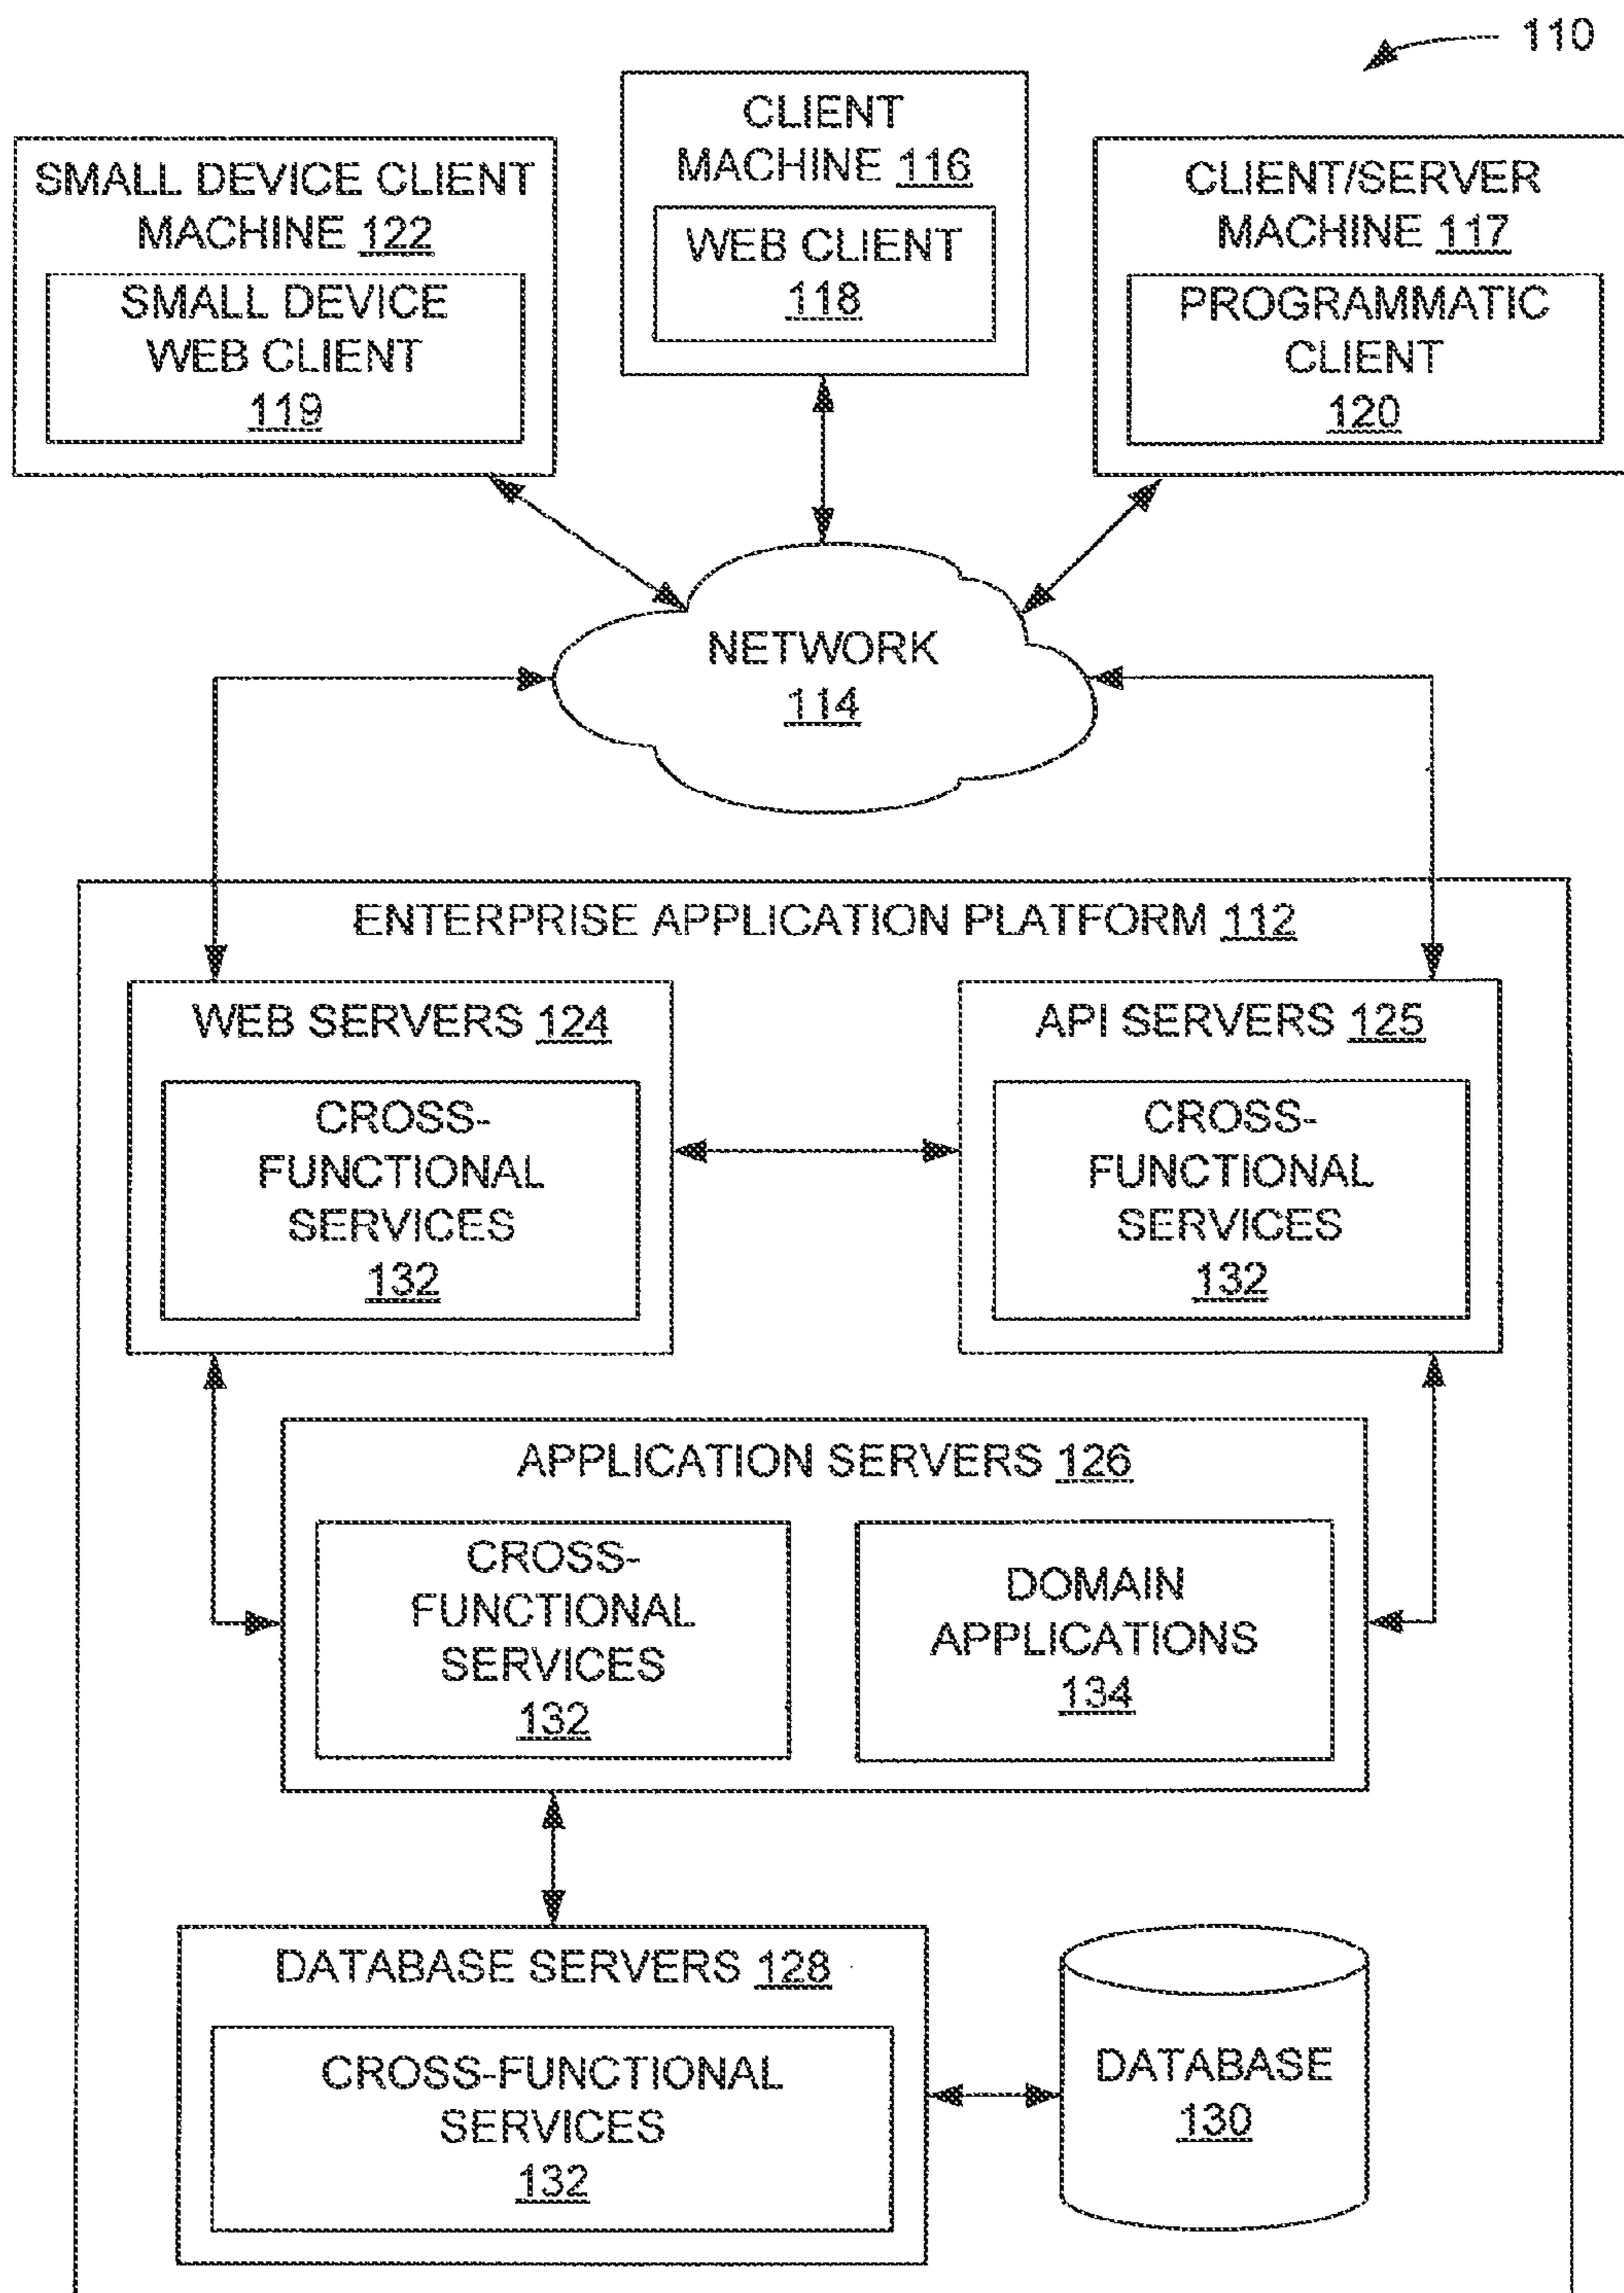 110
CLIENT
MACHINE 116
WEB CLIENT
118
SMALL DEVICE CLIENT
MACHINE 122
SMALL DEVICE
WEB CLIENT
119
CLIENT/SERVER
MACHINE 117
PROGRAMMATIC
CLIENT
120
NETWORK
114
ENTERPRISE APPLICATION PLATFORM 112
WEB SERVERS 124
CROSS-
FUNCTIONAL
SERVICES
132
API SERVERS 125
CROSS-
FUNCTIONAL
SERVICES
132
APPLICATION SERVERS 126
CROSS-
FUNCTIONAL
SERVICES
132
DOMAIN
APPLICATIONS
134
DATABASE SERVERS 128
CROSS-FUNCTIONAL
SERVICES
132
DATABASE
130